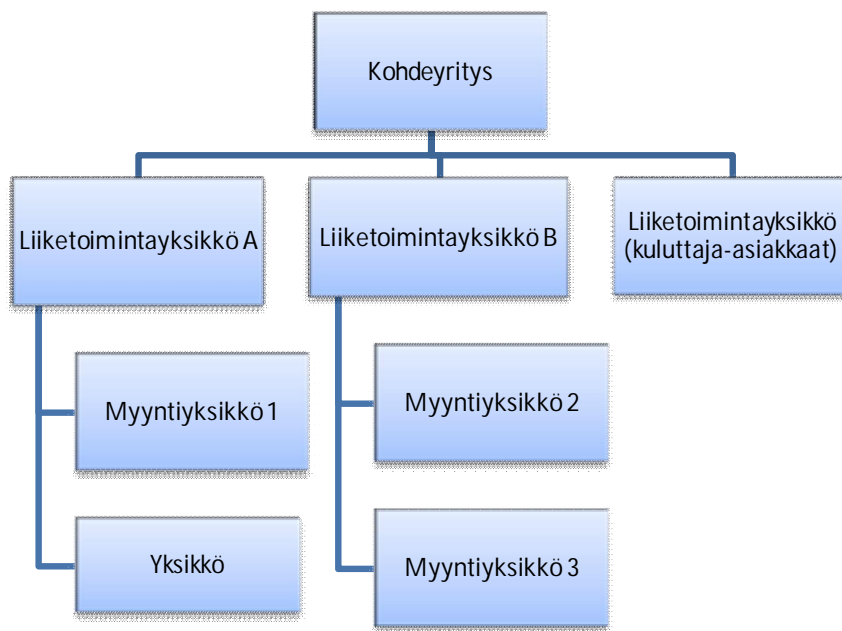 Kohdeyritys
Liiketoimintayksikkö A
Liiketoimintayksikkö B
Liiketoimintayksikkö
(kuluttaja-asiakkaat)
Myyntiyksikkö 1
Myyntiyksikkö 2
Yksikkö
Myyntiyksikkö 3